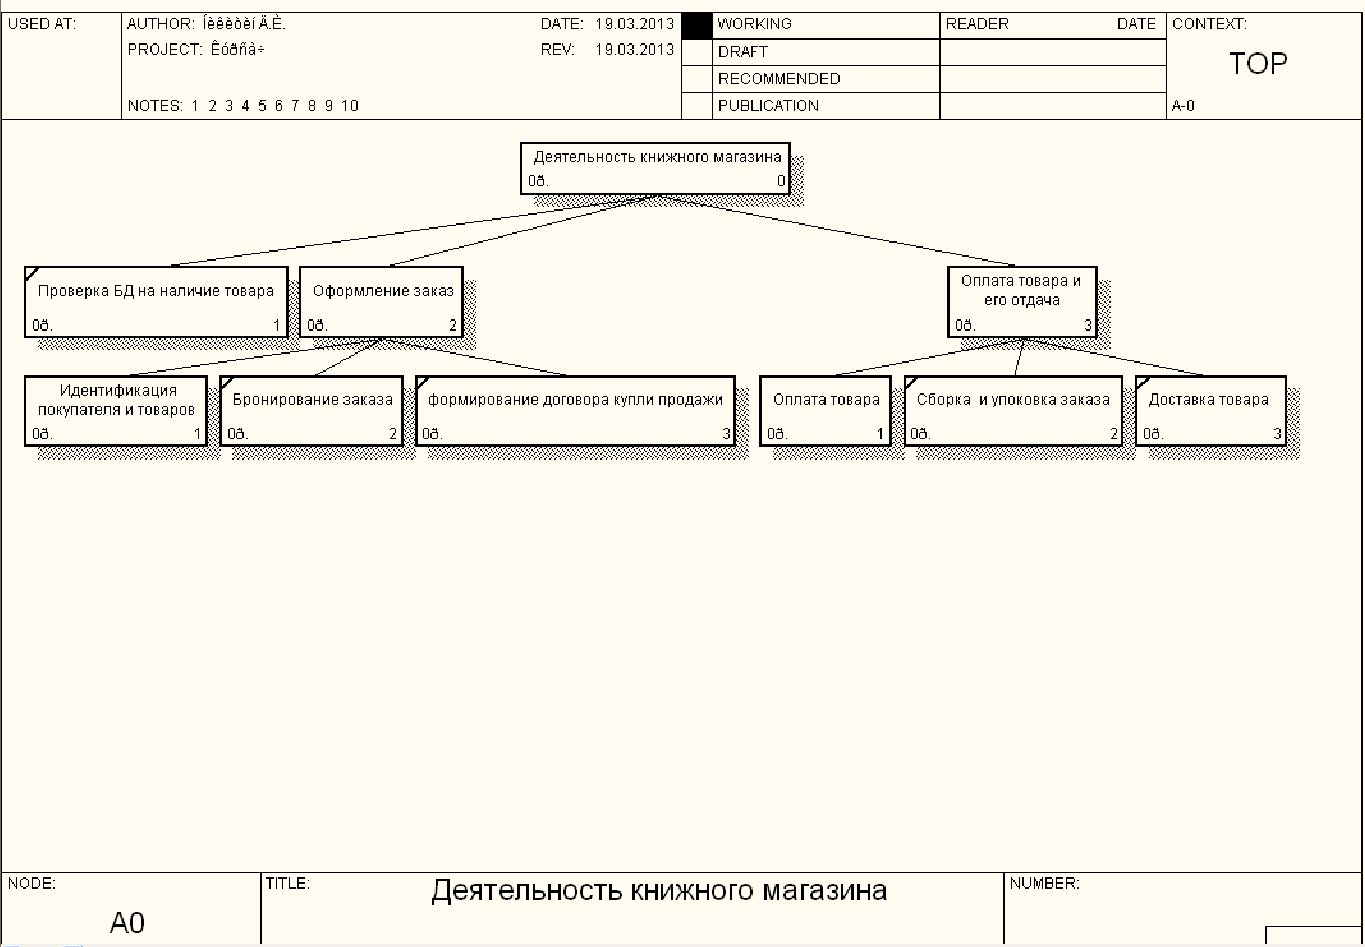 USED AT:
AUTHOR: Íèêèòèí Ä.È.
DATE: 19.03.2013
PROJECT: Êóðñà÷
REV: 19.03.2013
NOTES: 1 2 3 4 5 6 7 8 9 10
WORKING
DRAFT
RECOMMENDED
PUBLICATION
READER DATE
CONTEXT:
TOP
A-0
Деятельность книжного магазина
0ð. 0
Проверка БД на наличие товара
0ð. 1
Оформление заказ
0ð. 2
Оплата товара и
его отдача
0ð. 3
Идентификация
покупателя и товаров
0ð. 1
Бронирование заказа
0ð. 2
формирование договора купли продажи
0ð. 3
Оплата товара
0ð. 1
Сборка и упоковка заказа
0ð. 2
Доставка товара
0ð. 3
NODE:
A0
TITLE:
Деятельность книжного магазина
NUMBER: